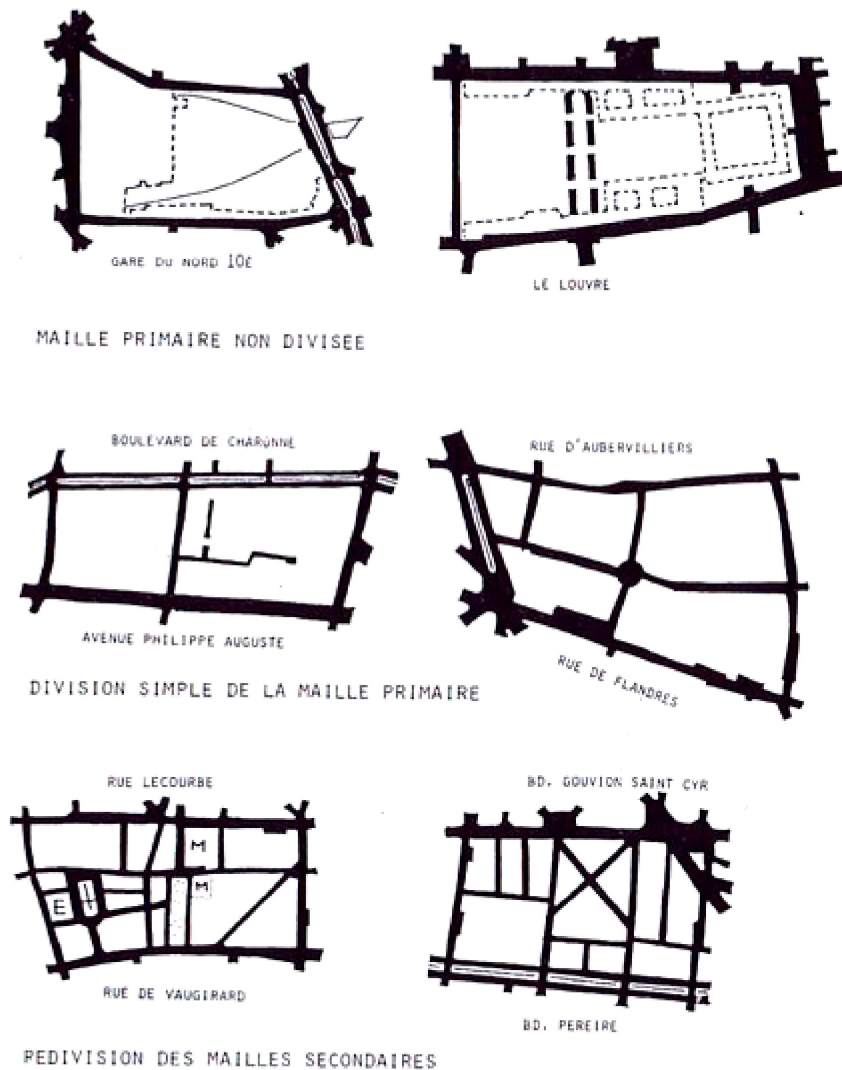 GARE DU NORD 10E
LE LOUVRE
MAILLE PRIMAIRE NON DIVISEE
BOULEVARD DE CHARONNE
RUE D'AUBERVILLIERS
AVENUE PHILIPPE AUGUSTE
RUE DE FLANDRES
DIVISION SIMPLE DE LA MAILLE PRIMAIRE
RUE LECOURBE
BD. GOUVION SAINT CYR
M
M
E
RUE DE VAUGIRARD
BD. PEREIRE
PEDIVISION DES MAILLES SECONDAIRES